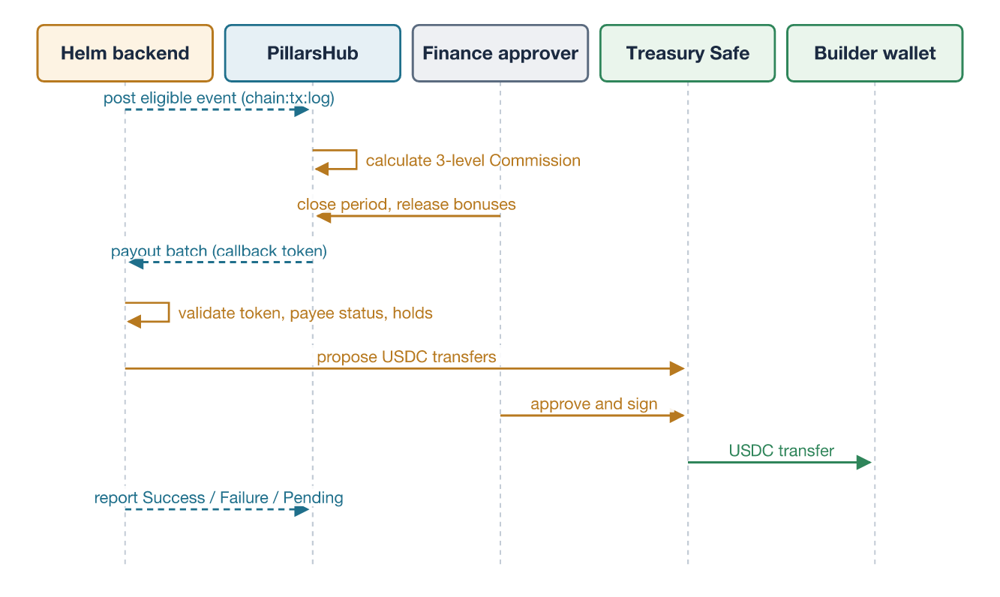 Helm backend
PillarsHub
Finance approver
Treasury Safe
Builder wallet
post eligible event (chain:tx:log)
calculate 3-level Commission
close period, release bonuses
payout batch (callback token)
validate token, payee status, holds
propose USDC transfers
approve and sign
USDC transfer
report Success / Failure / Pending